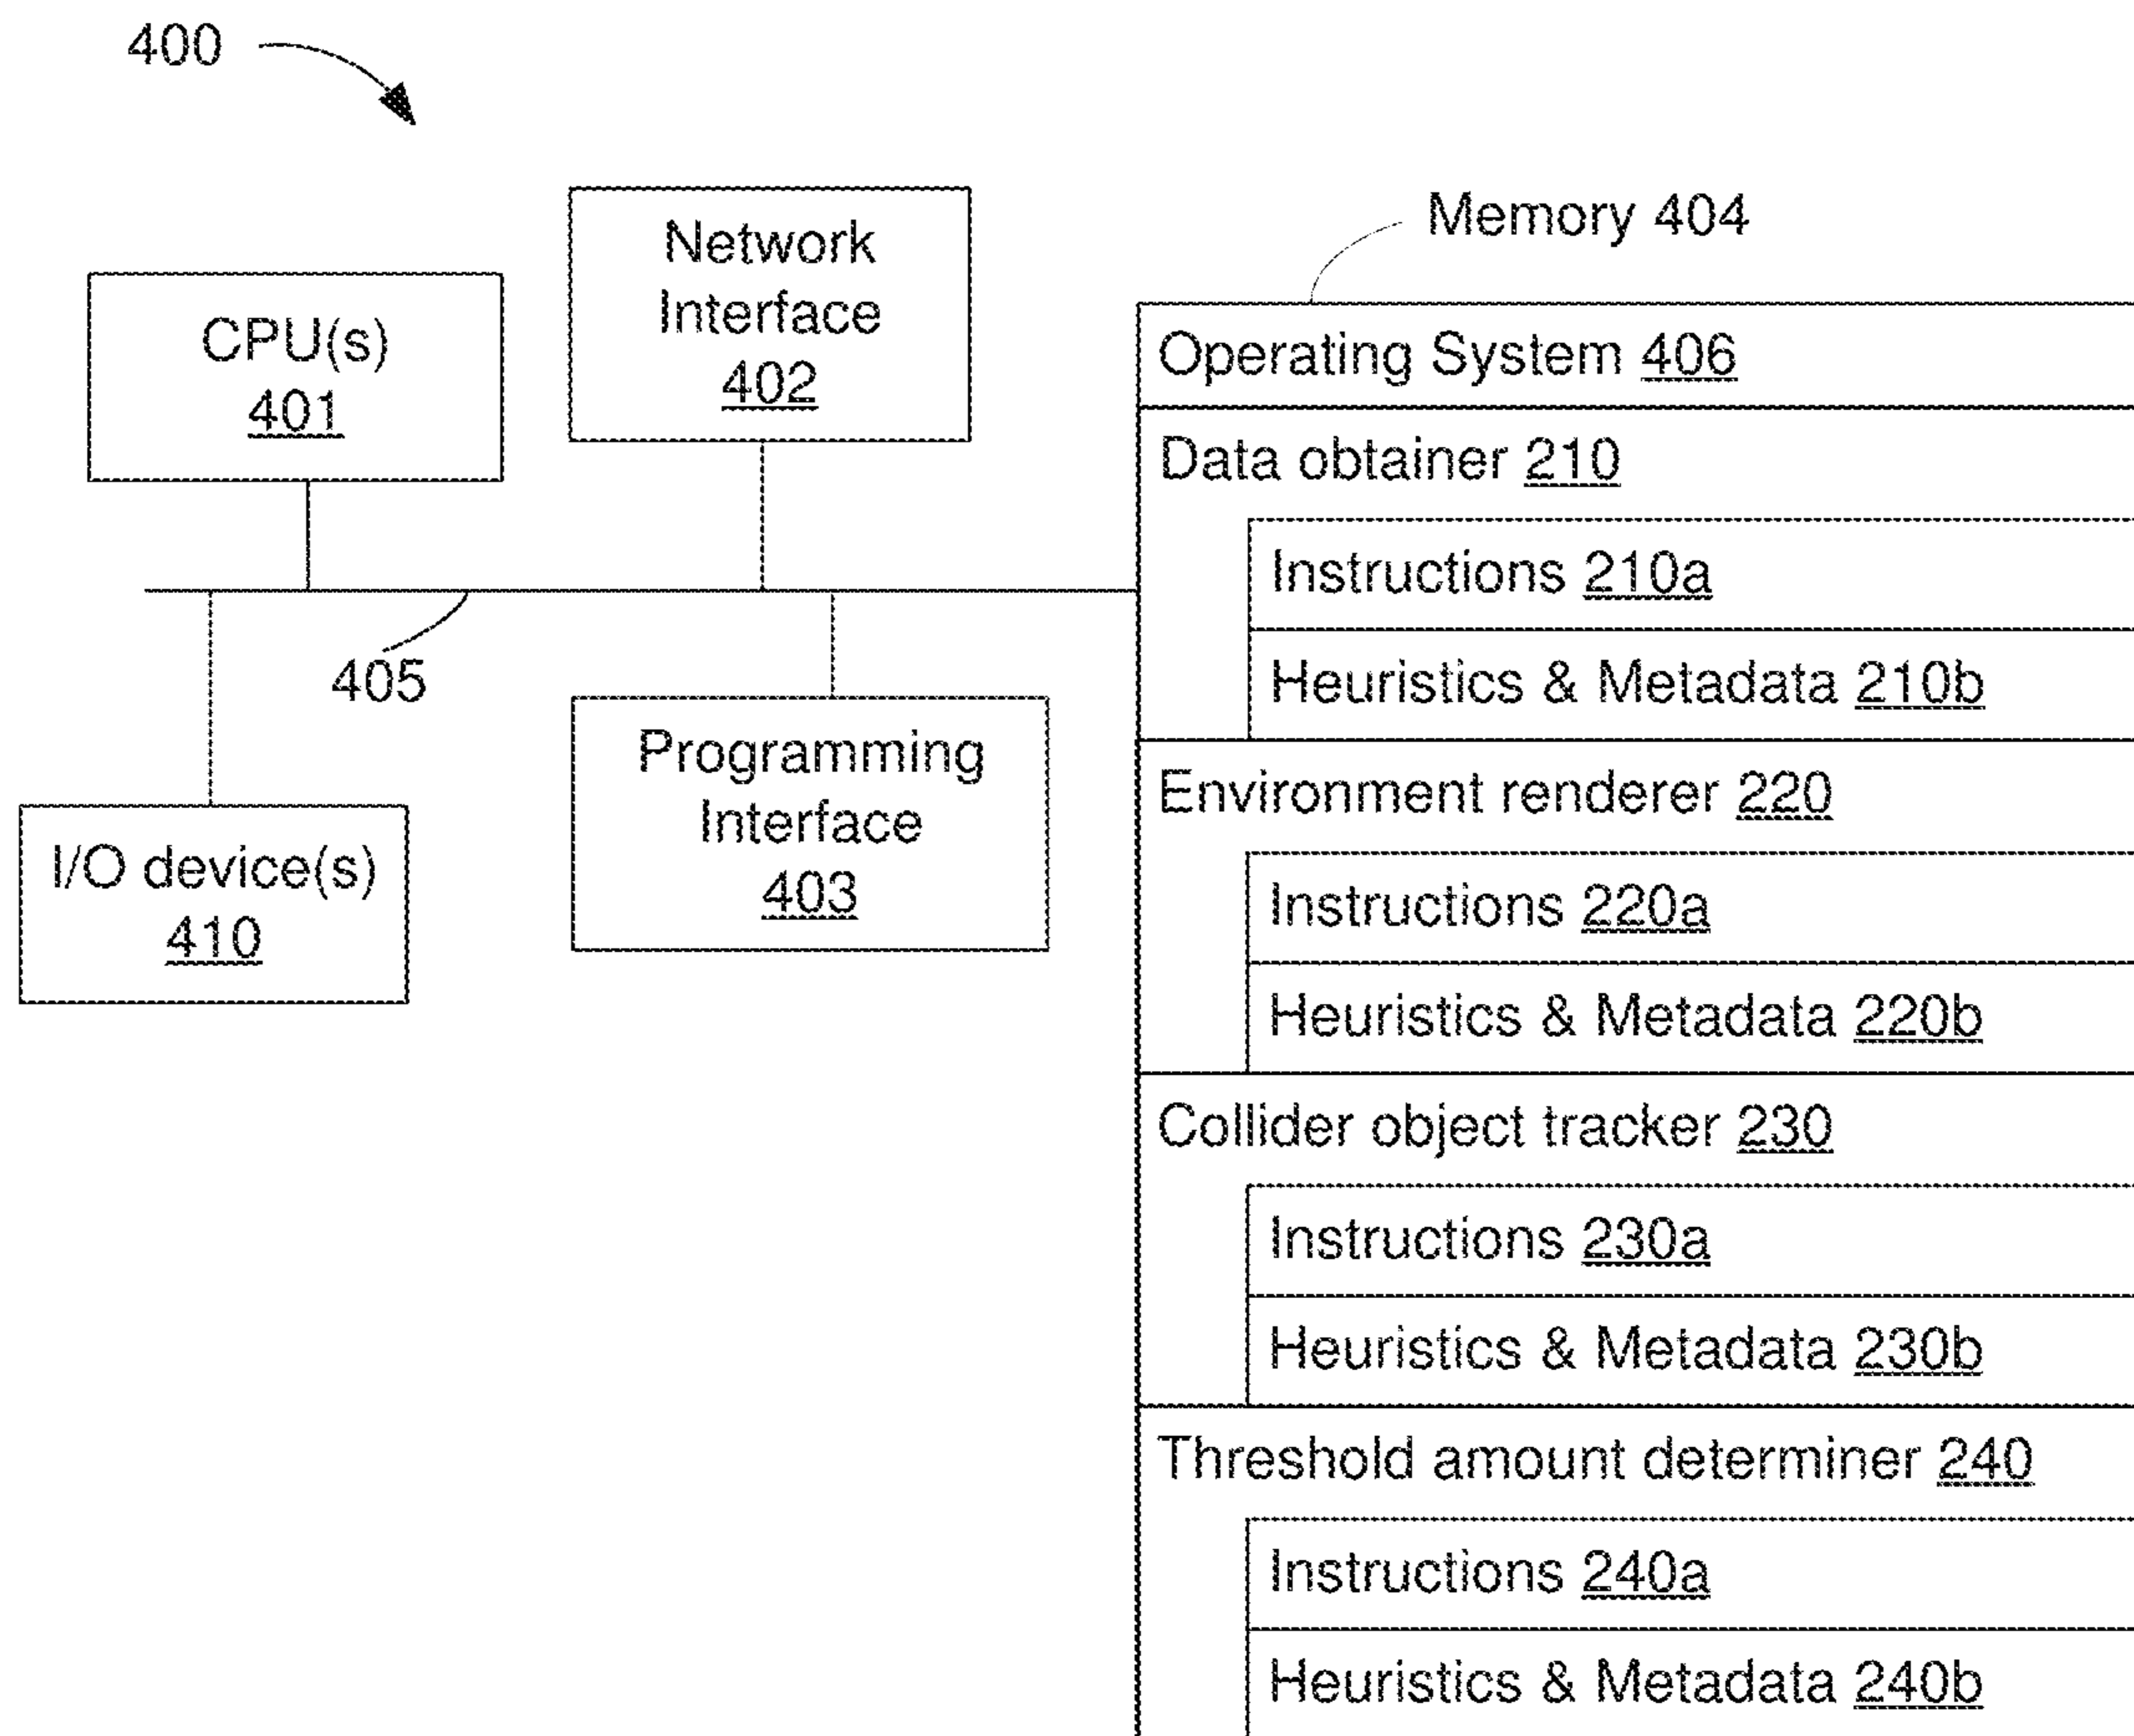 400
CPU(s)
401
Network
Interface
402
405
I/O device(s)
410
Programming
Interface
403
Memory 404
Operating System 406
Data obtainer 210
Instructions 210a
Heuristics & Metadata 210b
Environment renderer 220
Instructions 220a
Heuristics & Metadata 220b
Collider object tracker 230
Instructions 230a
Heuristics & Metadata 230b
Threshold amount determiner 240
Instructions 240a
Heuristics & Metadata 240b